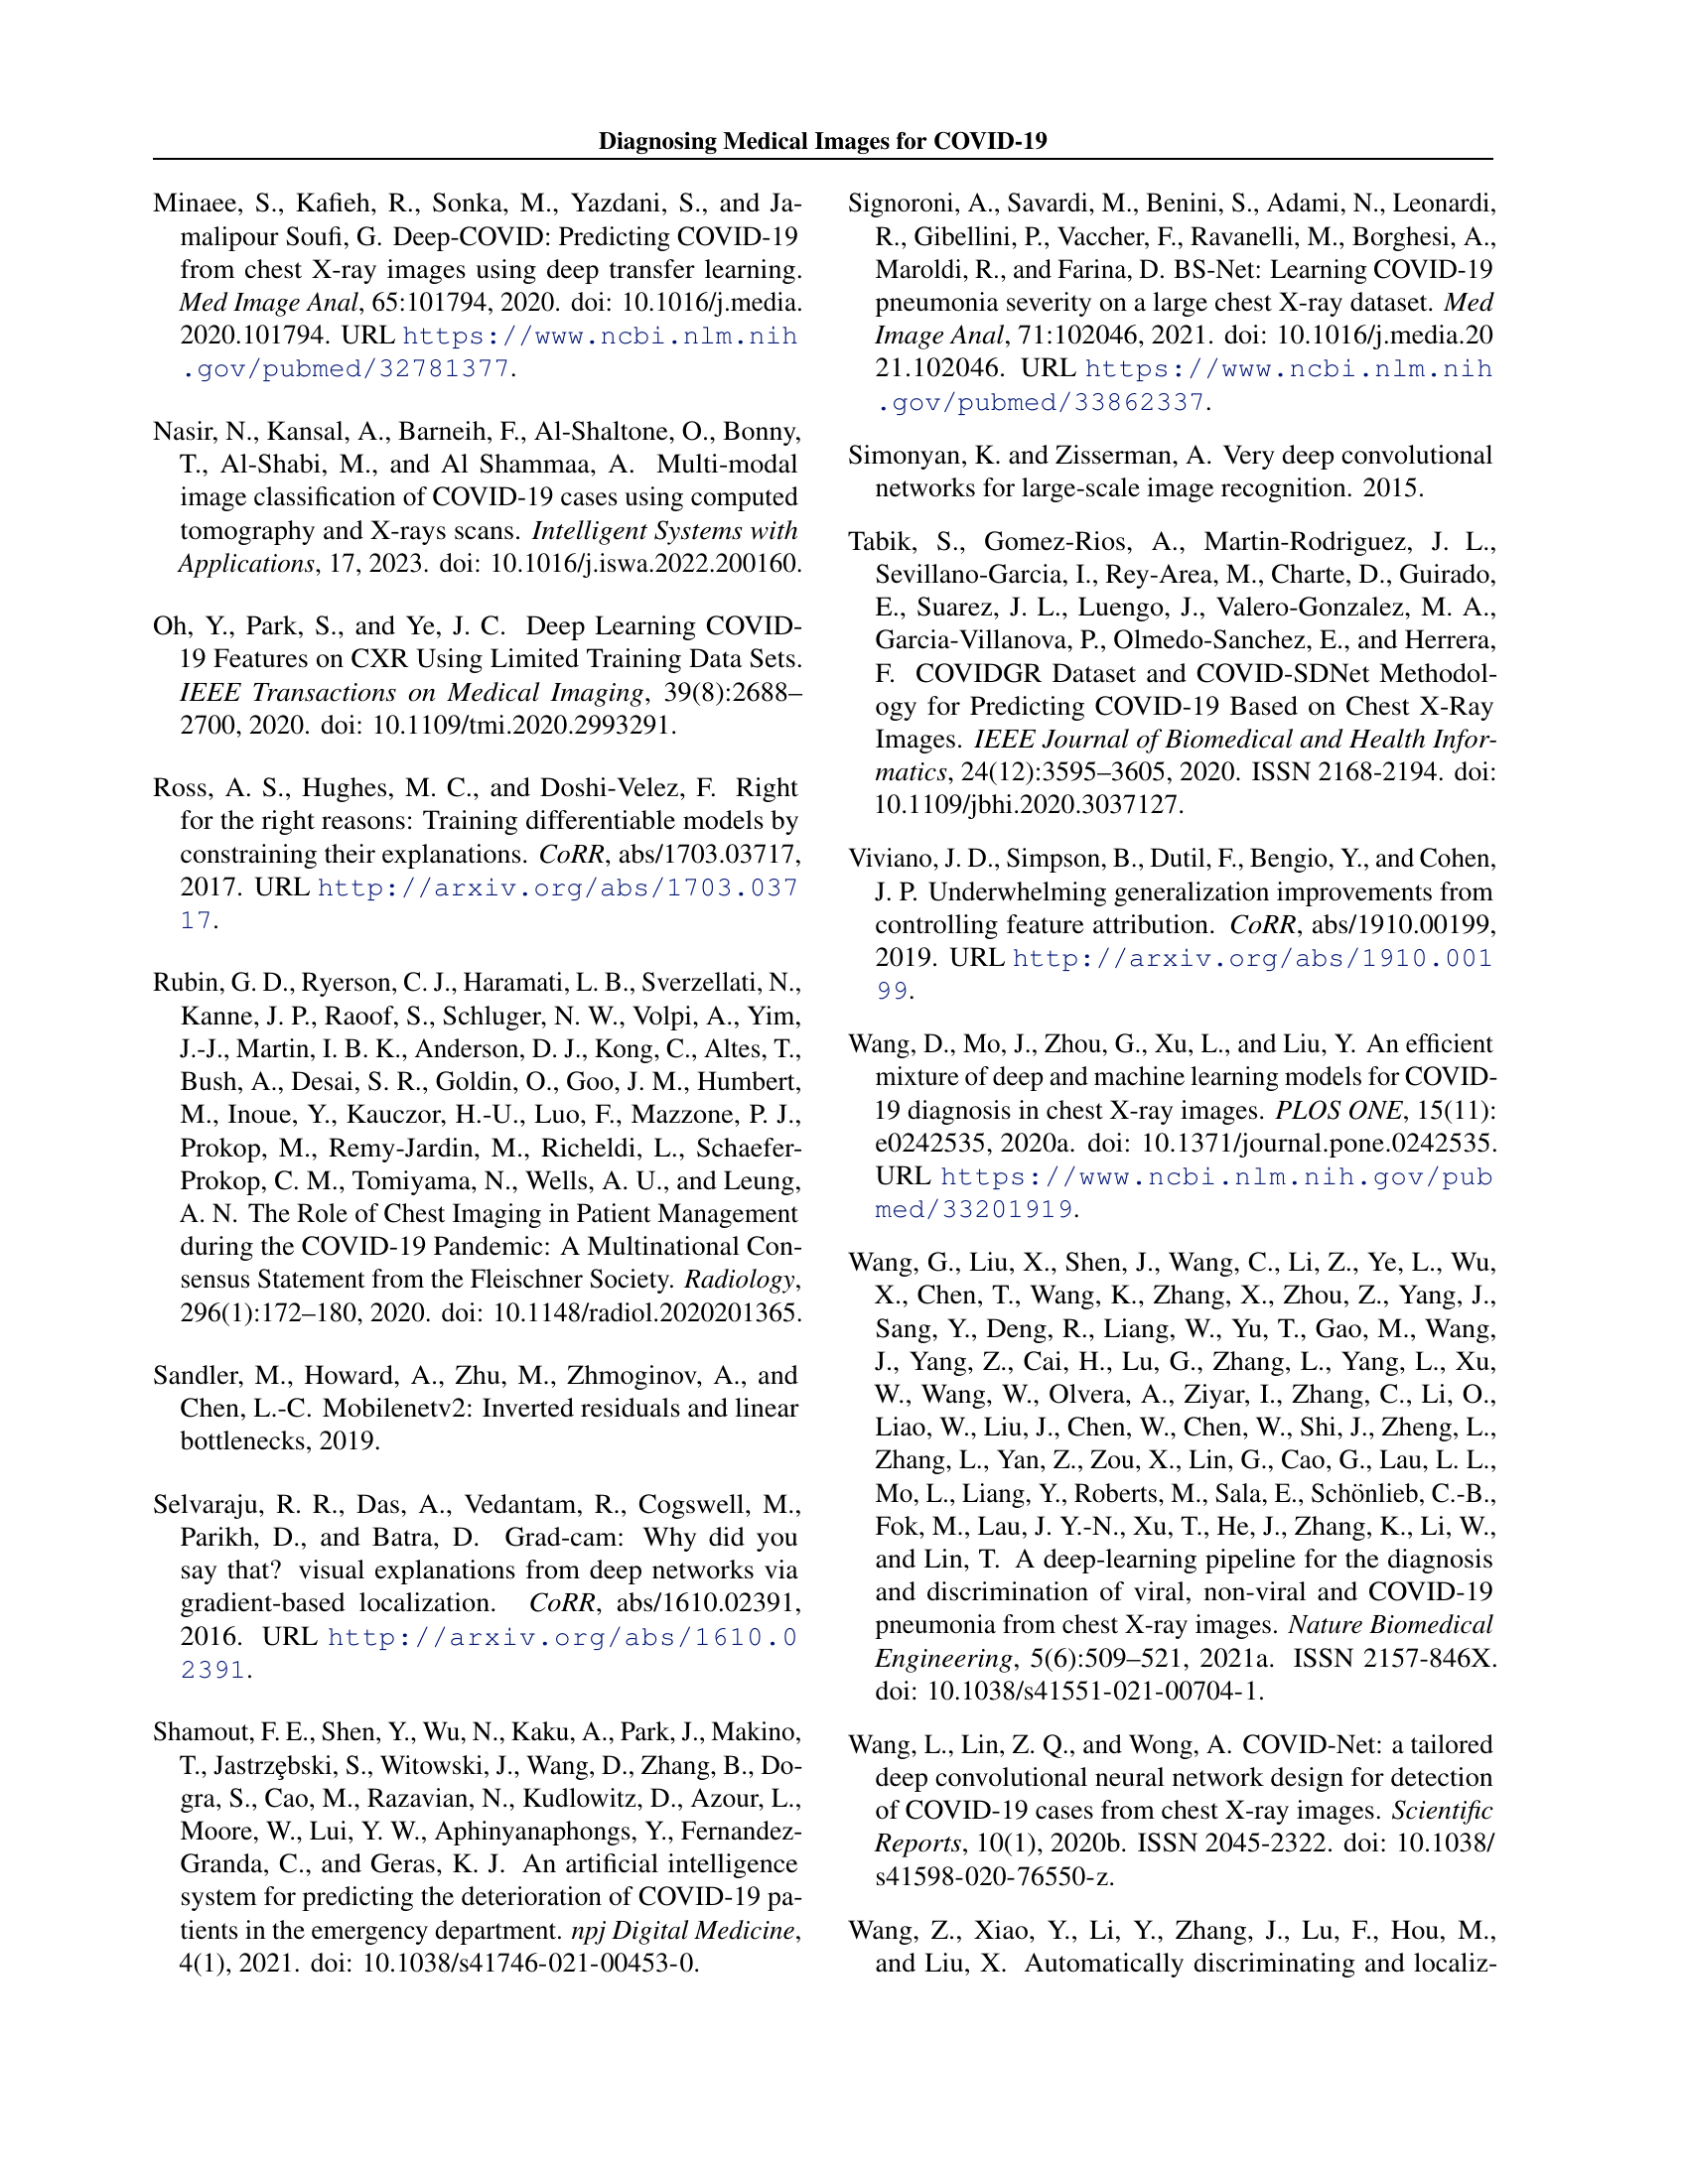 Diagnosing Medical Images for COVID-19
Minaee, S., Kafieh, R., Sonka, M., Yazdani, S., and Ja-
malipour Soufi, G. Deep-COVID: Predicting COVID-19
from chest X-ray images using deep transfer learning.
Med Image Anal, 65:101794, 2020. doi: 10.1016/j.media.
2020.101794. URL https://www.ncbi.nlm.nih
.gov/pubmed/32781377.
Nasir, N., Kansal, A., Barneih, F., Al-Shaltone, O., Bonny,
T., Al-Shabi, M., and Al Shammaa, A. Multi-modal
image classification of COVID-19 cases using computed
tomography and X-rays scans. Intelligent Systems with
Applications, 17, 2023. doi: 10.1016/j.iswa.2022.200160.
Oh, Y., Park, S., and Ye, J. C. Deep Learning COVID-
19 Features on CXR Using Limited Training Data Sets.
IEEE Transactions on Medical Imaging, 39(8):2688–
2700, 2020. doi: 10.1109/tmi.2020.2993291.
Ross, A. S., Hughes, M. C., and Doshi-Velez, F. Right
for the right reasons: Training differentiable models by
constraining their explanations. CoRR, abs/1703.03717,
2017. URL http://arxiv.org/abs/1703.037
17.
Rubin, G. D., Ryerson, C. J., Haramati, L. B., Sverzellati, N.,
Kanne, J. P., Raoof, S., Schluger, N. W., Volpi, A., Yim,
J.-J., Martin, I. B. K., Anderson, D. J., Kong, C., Altes, T.,
Bush, A., Desai, S. R., Goldin, O., Goo, J. M., Humbert,
M., Inoue, Y., Kauczor, H.-U., Luo, F., Mazzone, P. J.,
Prokop, M., Remy-Jardin, M., Richeldi, L., Schaefer-
Prokop, C. M., Tomiyama, N., Wells, A. U., and Leung,
A. N. The Role of Chest Imaging in Patient Management
during the COVID-19 Pandemic: A Multinational Con-
sensus Statement from the Fleischner Society. Radiology,
296(1):172–180, 2020. doi: 10.1148/radiol.2020201365.
Sandler, M., Howard, A., Zhu, M., Zhmoginov, A., and
Chen, L.-C. Mobilenetv2: Inverted residuals and linear
bottlenecks, 2019.
Selvaraju, R. R., Das, A., Vedantam, R., Cogswell, M.,
Parikh, D., and Batra, D. Grad-cam: Why did you
say that? visual explanations from deep networks via
gradient-based localization. CoRR, abs/1610.02391,
2016. URL http://arxiv.org/abs/1610.0
2391.
Shamout, F. E., Shen, Y., Wu, N., Kaku, A., Park, J., Makino,
T., Jastrzȩbski, S., Witowski, J., Wang, D., Zhang, B., Do-
gra, S., Cao, M., Razavian, N., Kudlowitz, D., Azour, L.,
Moore, W., Lui, Y. W., Aphinyanaphongs, Y., Fernandez-
Granda, C., and Geras, K. J. An artificial intelligence
system for predicting the deterioration of COVID-19 pa-
tients in the emergency department. npj Digital Medicine,
4(1), 2021. doi: 10.1038/s41746-021-00453-0.
Signoroni, A., Savardi, M., Benini, S., Adami, N., Leonardi,
R., Gibellini, P., Vaccher, F., Ravanelli, M., Borghesi, A.,
Maroldi, R., and Farina, D. BS-Net: Learning COVID-19
pneumonia severity on a large chest X-ray dataset. Med
Image Anal, 71:102046, 2021. doi: 10.1016/j.media.20
21.102046. URL https://www.ncbi.nlm.nih
.gov/pubmed/33862337.
Simonyan, K. and Zisserman, A. Very deep convolutional
networks for large-scale image recognition. 2015.
Tabik, S., Gomez-Rios, A., Martin-Rodriguez, J. L.,
Sevillano-Garcia, I., Rey-Area, M., Charte, D., Guirado,
E., Suarez, J. L., Luengo, J., Valero-Gonzalez, M. A.,
Garcia-Villanova, P., Olmedo-Sanchez, E., and Herrera,
F. COVIDGR Dataset and COVID-SDNet Methodol-
ogy for Predicting COVID-19 Based on Chest X-Ray
Images. IEEE Journal of Biomedical and Health Infor-
matics, 24(12):3595–3605, 2020. ISSN 2168-2194. doi:
10.1109/jbhi.2020.3037127.
Viviano, J. D., Simpson, B., Dutil, F., Bengio, Y., and Cohen,
J. P. Underwhelming generalization improvements from
controlling feature attribution. CoRR, abs/1910.00199,
2019. URL http://arxiv.org/abs/1910.001
99.
Wang, D., Mo, J., Zhou, G., Xu, L., and Liu, Y. An efficient
mixture of deep and machine learning models for COVID-
19 diagnosis in chest X-ray images. PLOS ONE, 15(11):
e0242535, 2020a. doi: 10.1371/journal.pone.0242535.
URL https://www.ncbi.nlm.nih.gov/pub
med/33201919.
Wang, G., Liu, X., Shen, J., Wang, C., Li, Z., Ye, L., Wu,
X., Chen, T., Wang, K., Zhang, X., Zhou, Z., Yang, J.,
Sang, Y., Deng, R., Liang, W., Yu, T., Gao, M., Wang,
J., Yang, Z., Cai, H., Lu, G., Zhang, L., Yang, L., Xu,
W., Wang, W., Olvera, A., Ziyar, I., Zhang, C., Li, O.,
Liao, W., Liu, J., Chen, W., Chen, W., Shi, J., Zheng, L.,
Zhang, L., Yan, Z., Zou, X., Lin, G., Cao, G., Lau, L. L.,
Mo, L., Liang, Y., Roberts, M., Sala, E., Schönlieb, C.-B.,
Fok, M., Lau, J. Y.-N., Xu, T., He, J., Zhang, K., Li, W.,
and Lin, T. A deep-learning pipeline for the diagnosis
and discrimination of viral, non-viral and COVID-19
pneumonia from chest X-ray images. Nature Biomedical
Engineering, 5(6):509–521, 2021a. ISSN 2157-846X.
doi: 10.1038/s41551-021-00704-1.
Wang, L., Lin, Z. Q., and Wong, A. COVID-Net: a tailored
deep convolutional neural network design for detection
of COVID-19 cases from chest X-ray images. Scientific
Reports, 10(1), 2020b. ISSN 2045-2322. doi: 10.1038/
s41598-020-76550-z.
Wang, Z., Xiao, Y., Li, Y., Zhang, J., Lu, F., Hou, M.,
and Liu, X. Automatically discriminating and localiz-